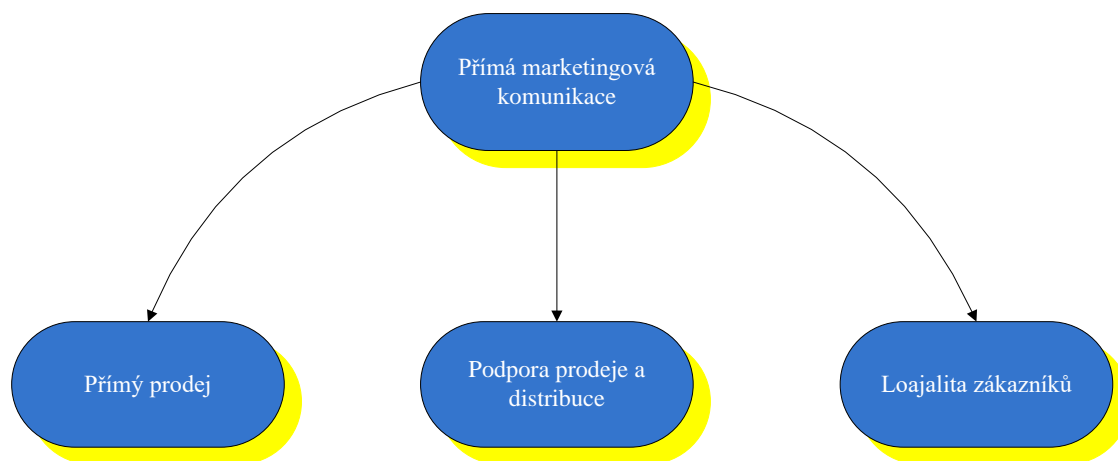 Přímá marketingová
komunikace
Přímý prodej
Podpora prodeje a
distribuce
Loajalita zákazníků